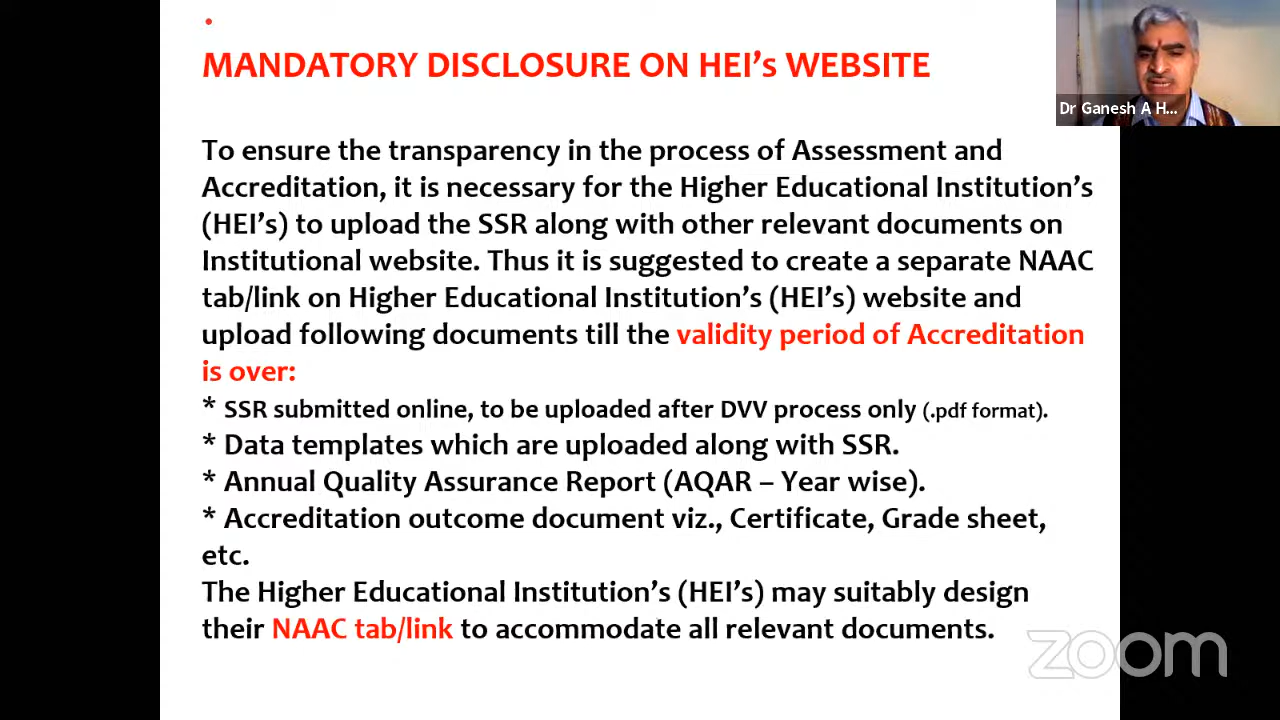 MANDATORY DISCLOSURE ON HEI's WEBSITE
Dr Ganesh A H...
To ensure the transparency in the process of Assessment and
Accreditation, it is necessary for the Higher Educational Institution's
(HEI's) to upload the SSR along with other relevant documents on
Institutional website. Thus it is suggested to create a separate NAAC
tab/link on Higher Educational Institution's (HEI's) website and
upload following documents till the validity period of Accreditation
is over:
* SSR submitted online, to be uploaded after DVV process only (.pdf format).
* Data templates which are uploaded along with SSR.
* Annual Quality Assurance Report (AQAR – Year wise).
* Accreditation outcome document viz., Certificate, Grade sheet,
etc.
The Higher Educational Institution's (HEI's) may suitably design
their NAAC tab/link to accommodate all relevant documents.
zoom